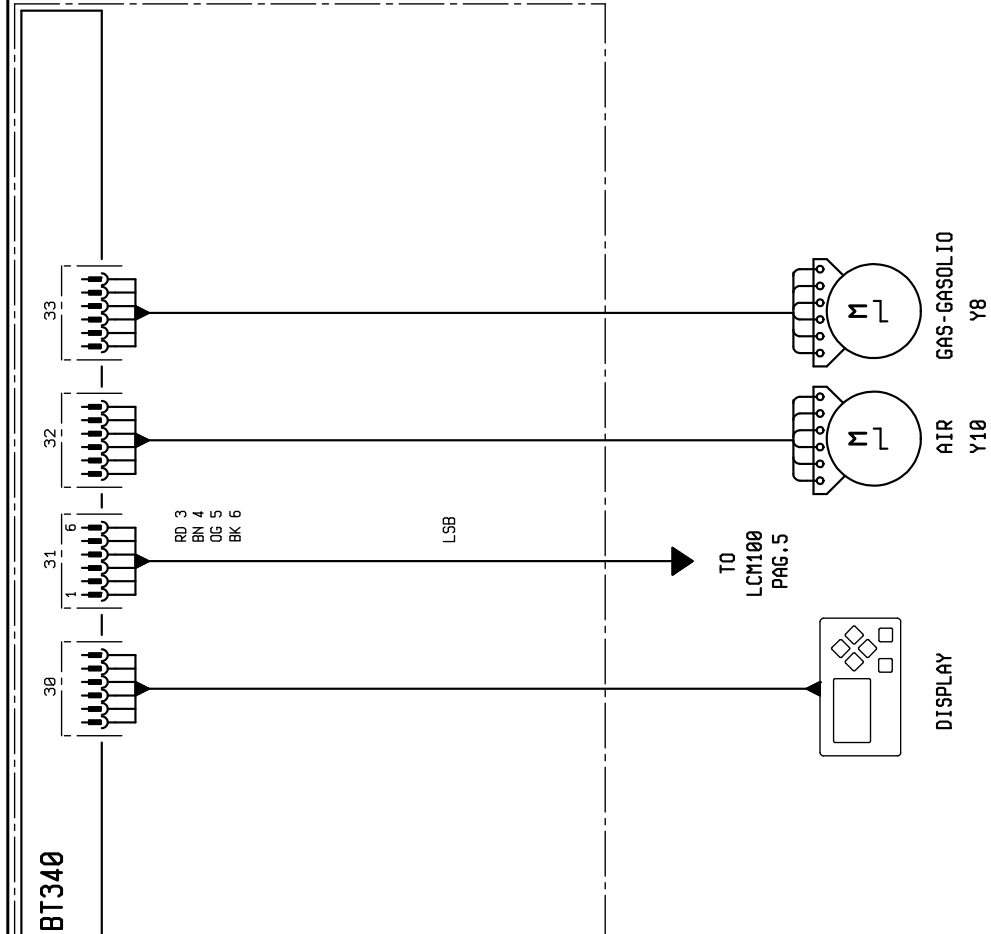 BT340
30
31
32
33
1
6
RD 3
BN 4
OG 5
BK 6
LSB
TO
LCM100
PAG.5
M
M
DISPLAY
AIR
Y10
GAS-GASOLIO
Y8